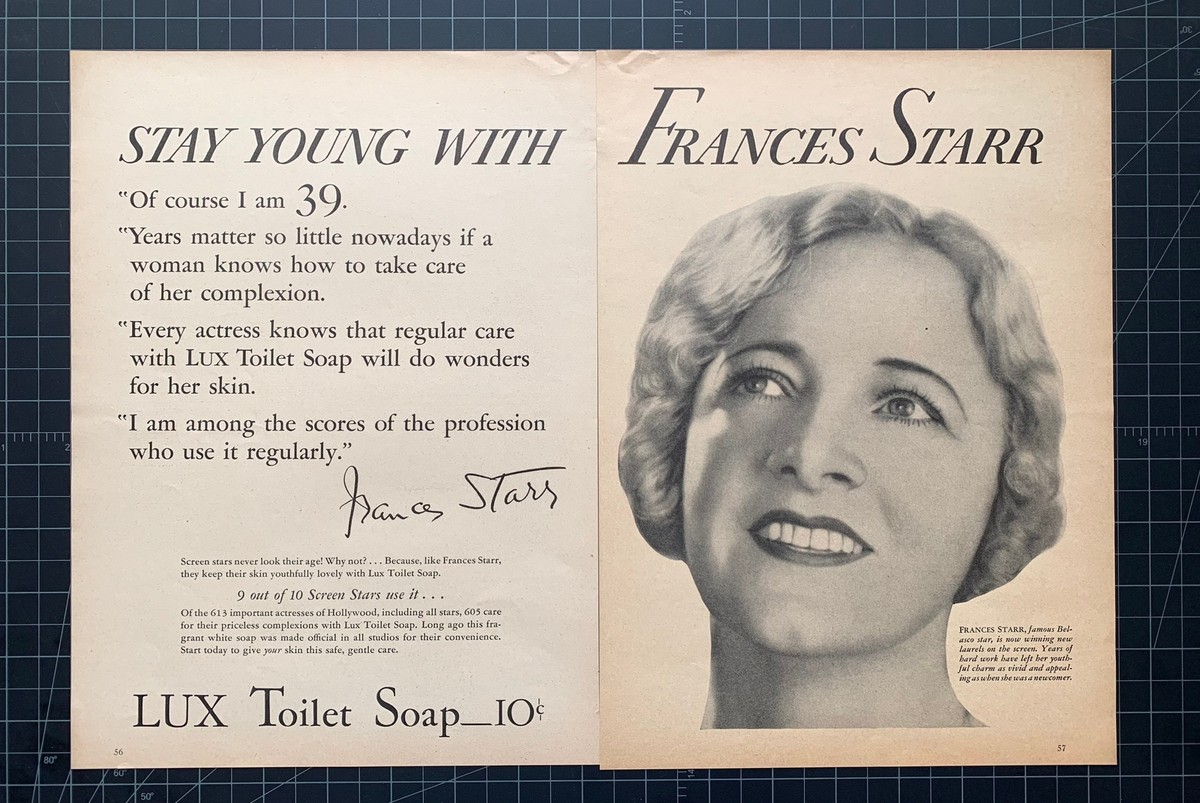 STAY YOUNG WITH
FRANCES STARR
“Of course I am 39.
“Years matter so little nowadays if a
woman knows how to take care
of her complexion.
“Every actress knows that regular care
with LUX Toilet Soap will do wonders
for her skin.
“I am among the scores of the profession
who use it regularly.”
Frances Starr
Screen stars never look their age! Why not? . . . Because, like Frances Starr,
they keep their skin youthfully lovely with Lux Toilet Soap.
9 out of 10 Screen Stars use it . . .
Of the 613 important actresses of Hollywood, including all stars, 605 care
for their priceless complexions with Lux Toilet Soap. Long ago this fra-
grant white soap was made official in all studios for their convenience.
Start today to give your skin this safe, gentle care.
LUX Toilet Soap—10¢
56
FRANCES STARR, famous Bel-
asco star, is now winning new
laurels on the screen. Years of
hard work have left her youth-
ful charm as vivid and appeal-
ing as when she was a newcomer.
57
2
1
2
19
14
80°
60°
50°